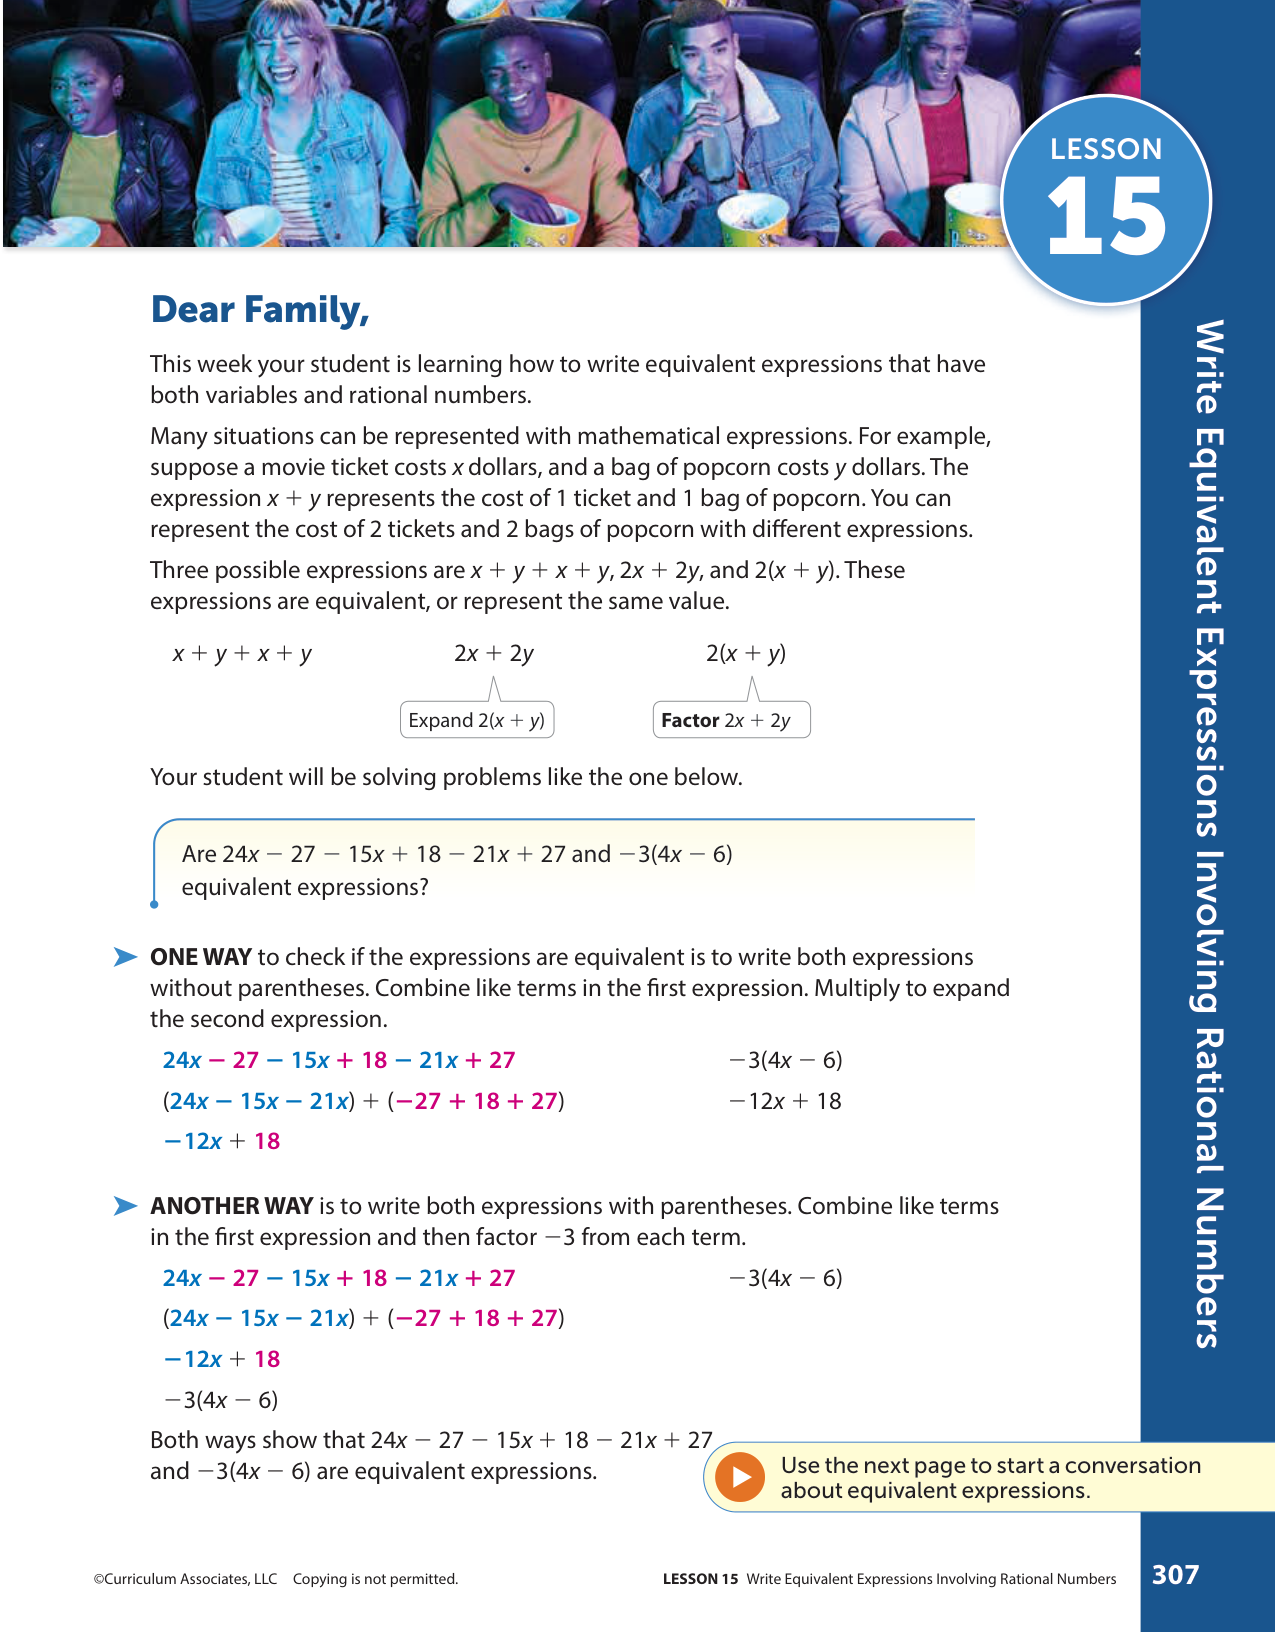 LESSON
15
Write Equivalent Expressions Involving Rational Numbers
Dear Family,
This week your student is learning how to write equivalent expressions that have
both variables and rational numbers.
Many situations can be represented with mathematical expressions. For example,
suppose a movie ticket costs x dollars, and a bag of popcorn costs y dollars. The
expression x + y represents the cost of 1 ticket and 1 bag of popcorn. You can
represent the cost of 2 tickets and 2 bags of popcorn with different expressions.
Three possible expressions are x + y + x + y, 2x + 2y, and 2(x + y). These
expressions are equivalent, or represent the same value.
x + y + x + y 2x + 2y 2(x + y)
Expand 2(x + y) Factor 2x + 2y
Your student will be solving problems like the one below.
Are 24x − 27 − 15x + 18 − 21x + 27 and −3(4x − 6)
equivalent expressions?
ONE WAY to check if the expressions are equivalent is to write both expressions
without parentheses. Combine like terms in the first expression. Multiply to expand
the second expression.
24x − 27 − 15x + 18 − 21x + 27 −3(4x − 6)
(24x − 15x − 21x) + (−27 + 18 + 27) −12x + 18
−12x + 18
ANOTHER WAY is to write both expressions with parentheses. Combine like terms
in the first expression and then factor −3 from each term.
24x − 27 − 15x + 18 − 21x + 27 −3(4x − 6)
(24x − 15x − 21x) + (−27 + 18 + 27)
−12x + 18
−3(4x − 6)
Both ways show that 24x − 27 − 15x + 18 − 21x + 27
and −3(4x − 6) are equivalent expressions.
Use the next page to start a conversation
about equivalent expressions.
©Curriculum Associates, LLC Copying is not permitted. LESSON 15 Write Equivalent Expressions Involving Rational Numbers 307